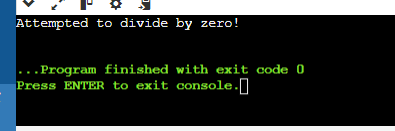 Attempted to divide by zero!
...Program finished with exit code 0
Press ENTER to exit console.